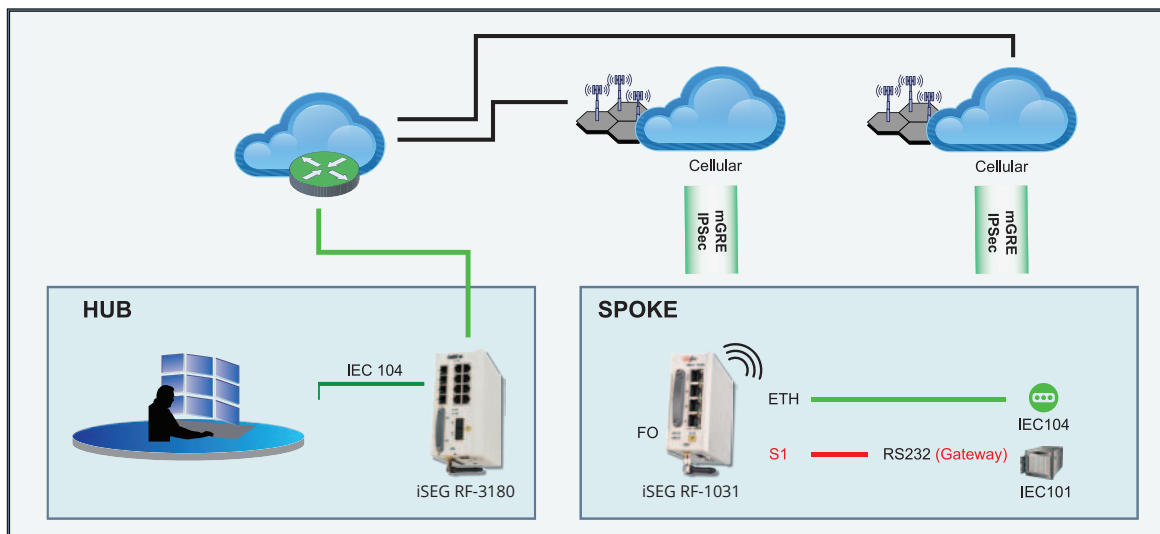 Cellular
Cellular
mGRE
IPSec
mGRE
IPSec
HUB
IEC 104
iSEG RF-3180
SPOKE
ETH
IEC104
FO
S1
RS232 (Gateway)
IEC101
iSEG RF-1031